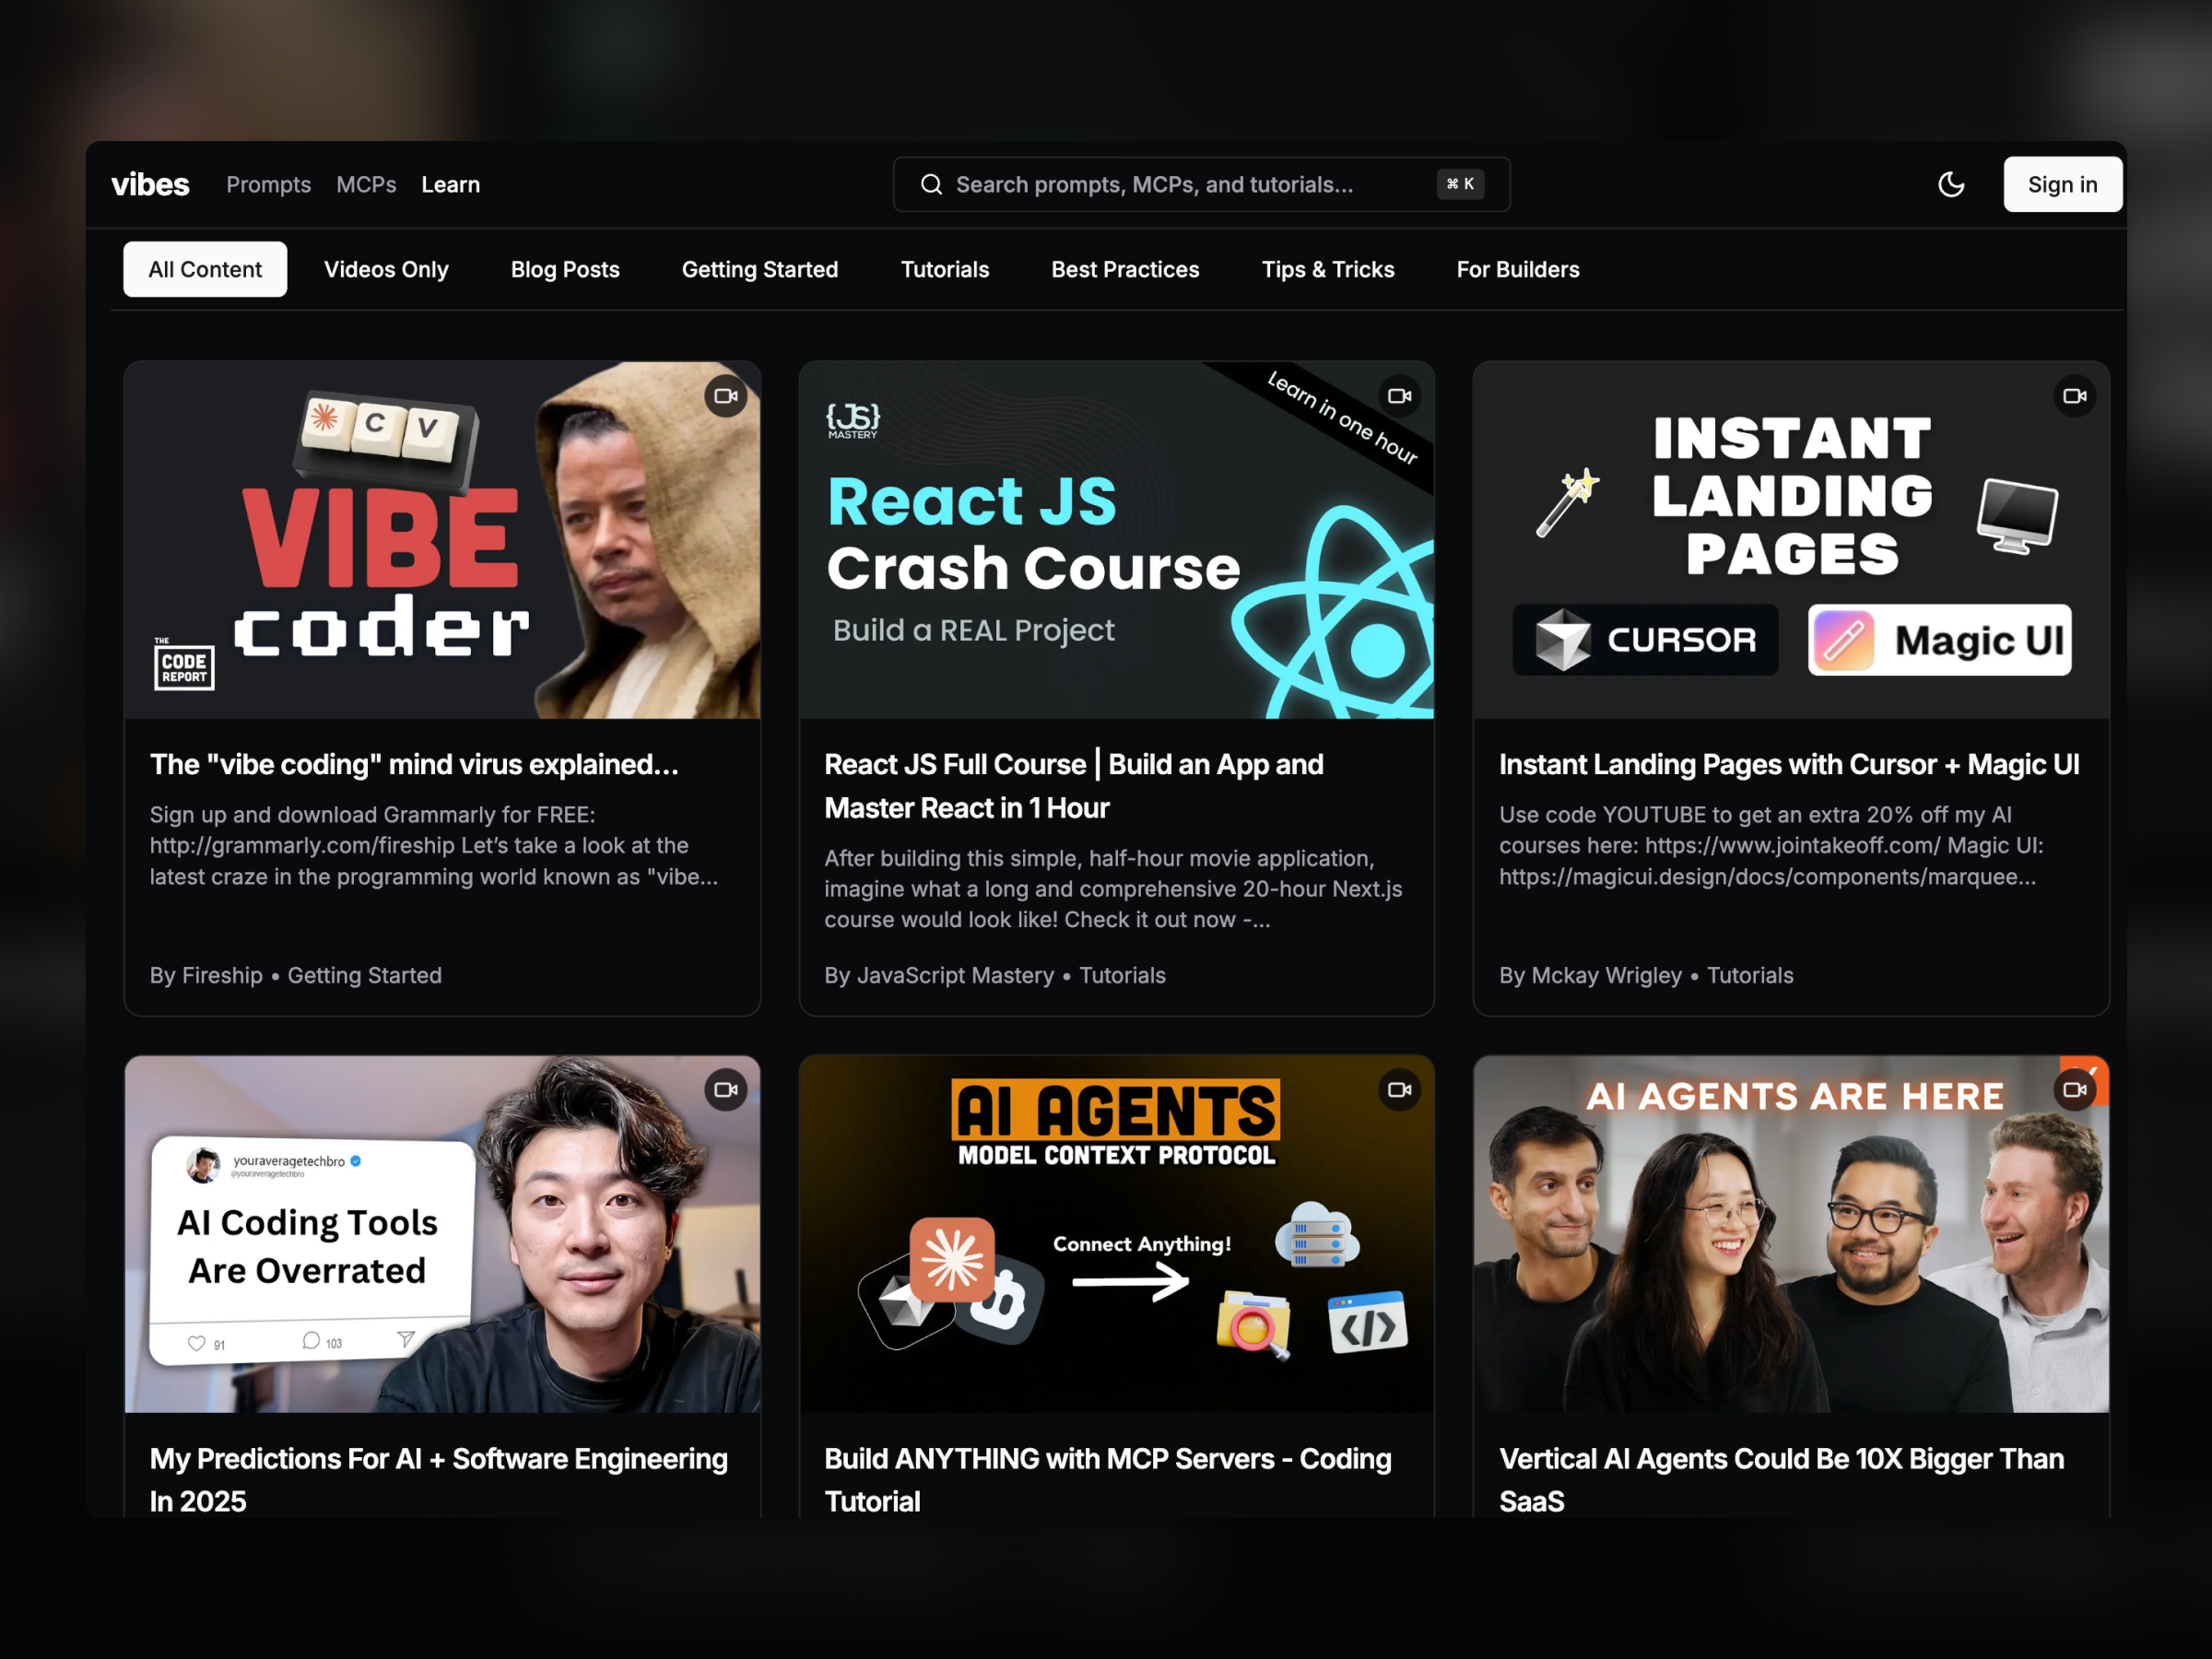 vibes Prompts MCPs Learn
Search prompts, MCPs, and tutorials... ⌘ K
Sign in
All Content Videos Only Blog Posts Getting Started Tutorials Best Practices Tips & Tricks For Builders
C V
VIBE
coder
THE
CODE
REPORT
The "vibe coding" mind virus explained...
Sign up and download Grammarly for FREE:
http://grammarly.com/fireship Let’s take a look at the
latest craze in the programming world known as "vibe...
By Fireship • Getting Started
Learn in one hour
{JS}
MASTERY
React JS
Crash Course
Build a REAL Project
React JS Full Course | Build an App and
Master React in 1 Hour
After building this simple, half-hour movie application,
imagine what a long and comprehensive 20-hour Next.js
course would look like! Check it out now -...
By JavaScript Mastery • Tutorials
INSTANT
LANDING
PAGES
CURSOR
Magic UI
Instant Landing Pages with Cursor + Magic UI
Use code YOUTUBE to get an extra 20% off my AI
courses here: https://www.jointakeoff.com/ Magic UI:
https://magicui.design/docs/components/marquee...
By Mckay Wrigley • Tutorials
youraveragetechbro
@youraveragetechbro
AI Coding Tools
Are Overrated
91 103
My Predictions For AI + Software Engineering
In 2025
AI AGENTS
MODEL CONTEXT PROTOCOL
Connect Anything!
</>
Build ANYTHING with MCP Servers - Coding
Tutorial
AI AGENTS ARE HERE
Vertical AI Agents Could Be 10X Bigger Than
SaaS